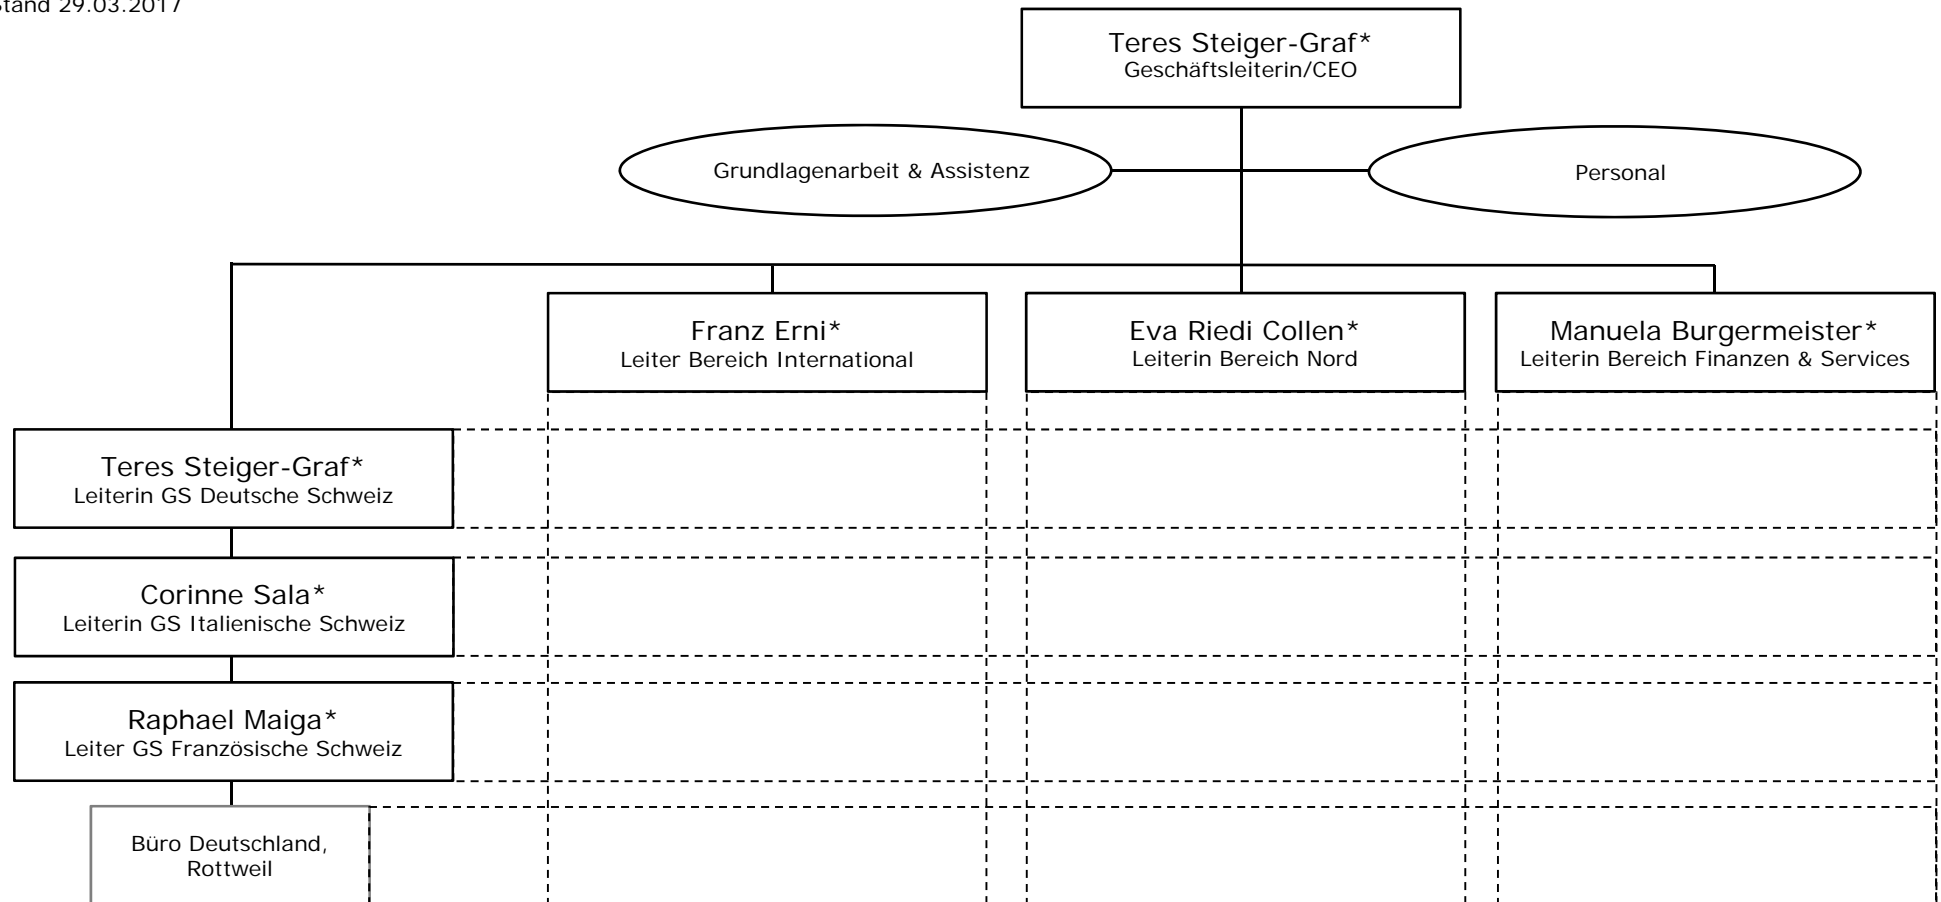 Stand 29.03.2017
Teres Steiger-Graf*
Geschäftsleiterin/CEO
Grundlagenarbeit & Assistenz
Personal
Franz Erni*
Leiter Bereich International
Eva Riedi Collen*
Leiterin Bereich Nord
Manuela Burgermeister*
Leiterin Bereich Finanzen & Services
Teres Steiger-Graf*
Leiterin GS Deutsche Schweiz
Corinne Sala*
Leiterin GS Italienische Schweiz
Raphael Maiga*
Leiter GS Französische Schweiz
Büro Deutschland,
Rottweil